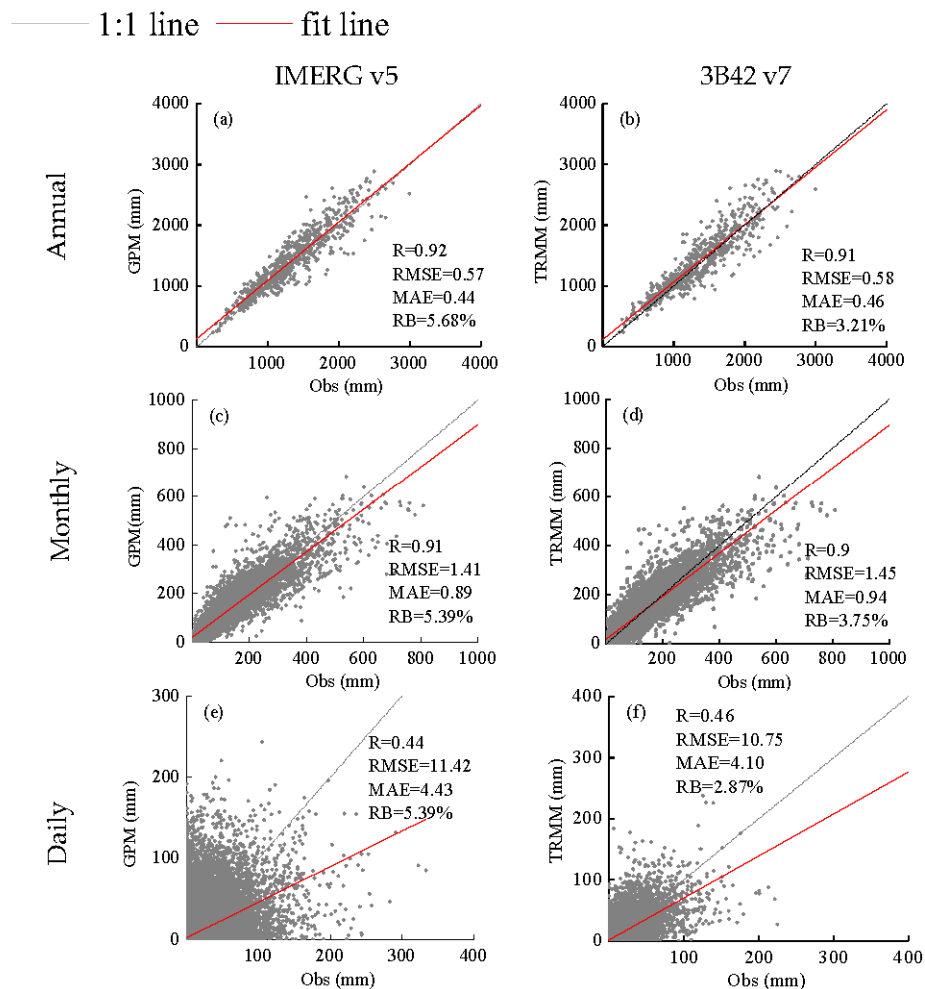 1:1 line fit line
IMERG v5 3B42 v7
Annual
(a)
GPM (mm)
4000
3000
2000
1000
0
R=0.92
RMSE=0.57
MAE=0.44
RB=5.68%
1000 2000 3000 4000
Obs (mm)
(b)
TRMM (mm)
4000
3000
2000
1000
0
R=0.91
RMSE=0.58
MAE=0.46
RB=3.21%
1000 2000 3000 4000
Obs (mm)
Monthly
(c)
GPM(mm)
1000
800
600
400
200
0
R=0.91
RMSE=1.41
MAE=0.89
RB=5.39%
200 400 600 800 1000
Obs (mm)
(d)
TRMM (mm)
1000
800
600
400
200
0
R=0.9
RMSE=1.45
MAE=0.94
RB=3.75%
200 400 600 800 1000
Obs (mm)
Daily
(e)
GPM (mm)
300
200
100
0
R=0.44
RMSE=11.42
MAE=4.43
RB=5.39%
100 200 300 400
Obs (mm)
(f)
TRMM (mm)
400
300
200
100
0
R=0.46
RMSE=10.75
MAE=4.10
RB=2.87%
100 200 300 400
Obs (mm)